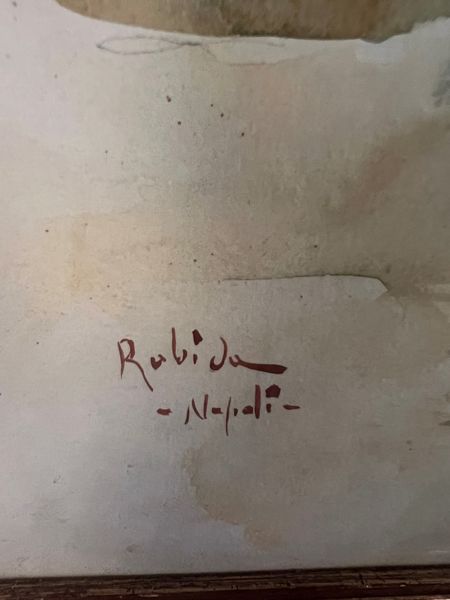 Rubida
- Napoli -